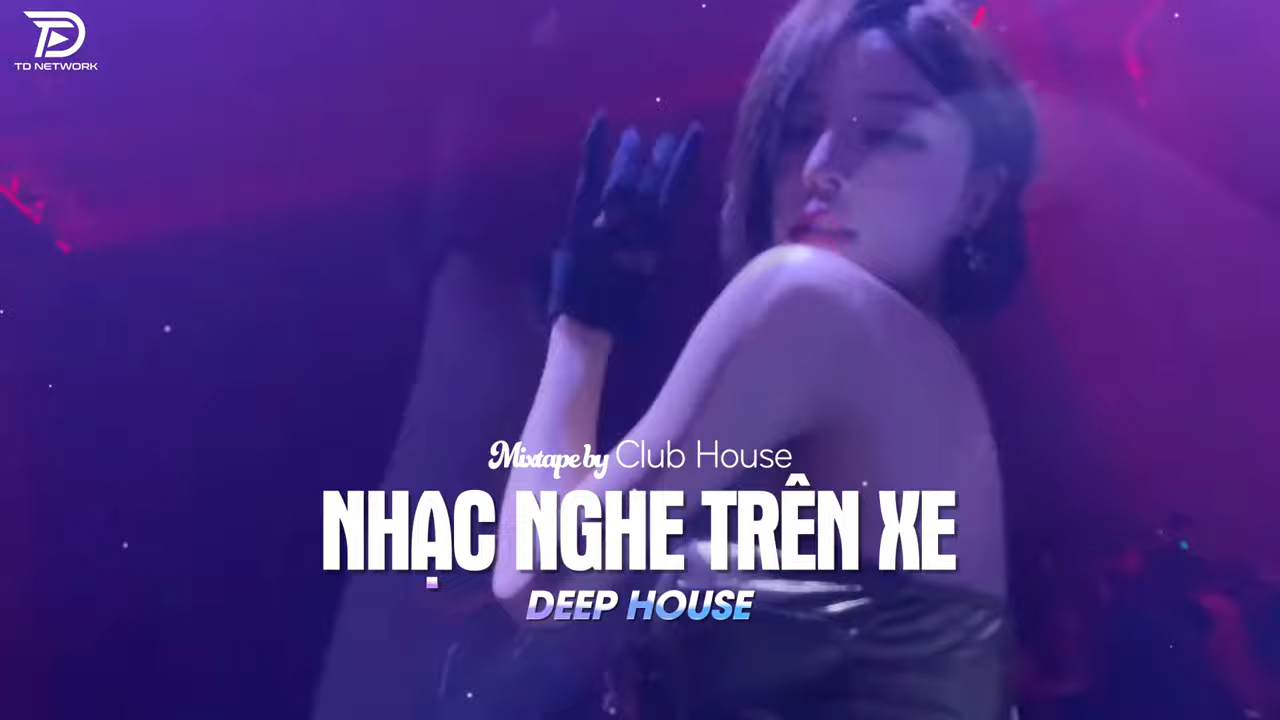 TD NETWORK
Mixtape by Club House
NHẠC NGHE TRÊN XE
DEEP HOUSE